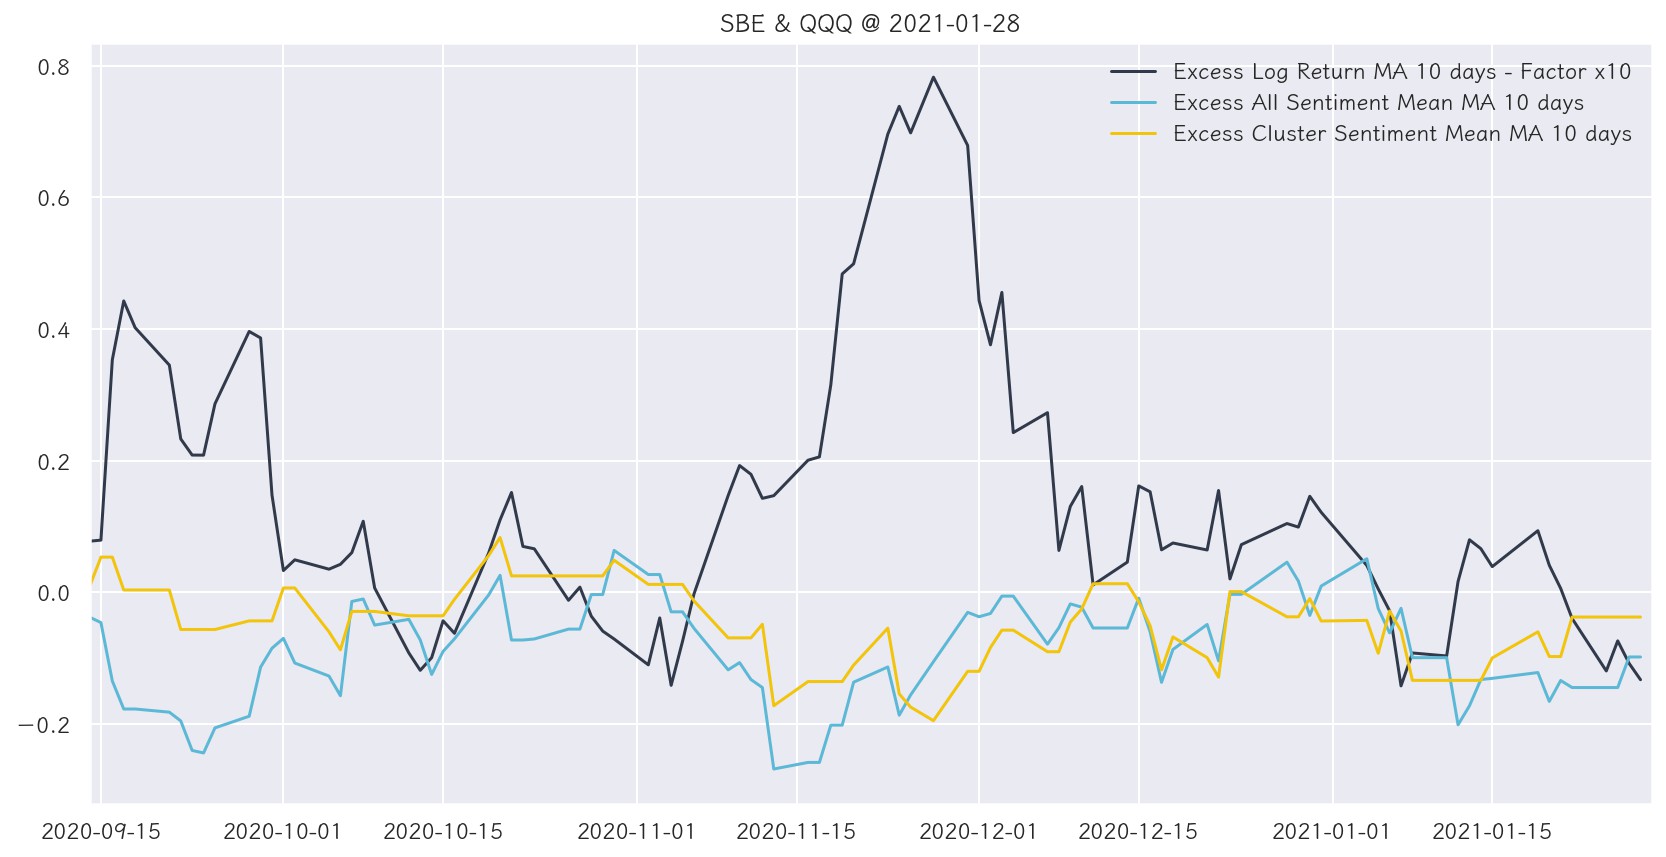 SBE & QQQ @ 2021-01-28
Excess Log Return MA 10 days - Factor x10
Excess All Sentiment Mean MA 10 days
Excess Cluster Sentiment Mean MA 10 days
0.8
0.6
0.4
0.2
0.0
−0.2
2020-09-15 2020-10-01 2020-10-15 2020-11-01 2020-11-15 2020-12-01 2020-12-15 2021-01-01 2021-01-15